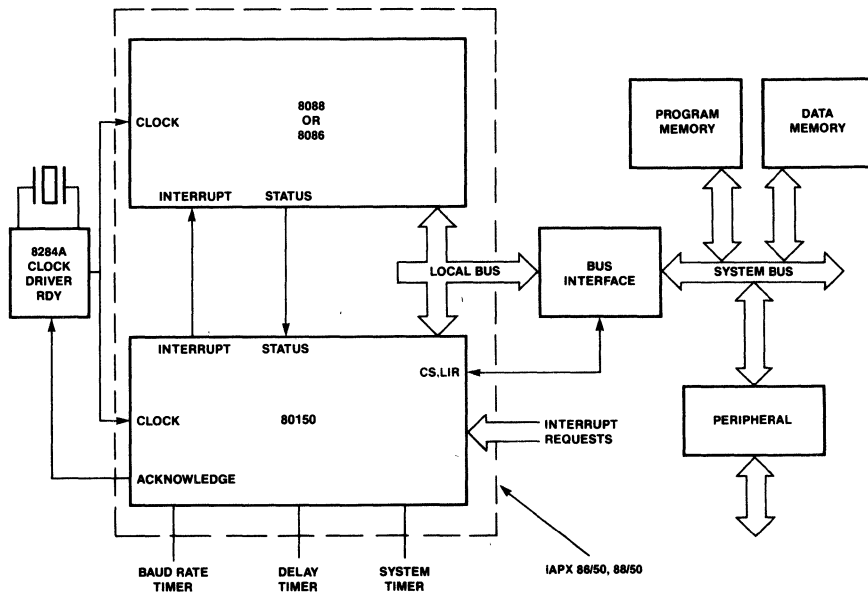 8088
OR
8086
CLOCK
INTERRUPT STATUS
PROGRAM
MEMORY
DATA
MEMORY
8284A
CLOCK
DRIVER
RDY
LOCAL BUS
BUS
INTERFACE
SYSTEM BUS
INTERRUPT STATUS
CS,LIR
CLOCK
80150
INTERRUPT
REQUESTS
PERIPHERAL
ACKNOWLEDGE
BAUD RATE
TIMER
DELAY
TIMER
SYSTEM
TIMER
iAPX 86/50, 88/50